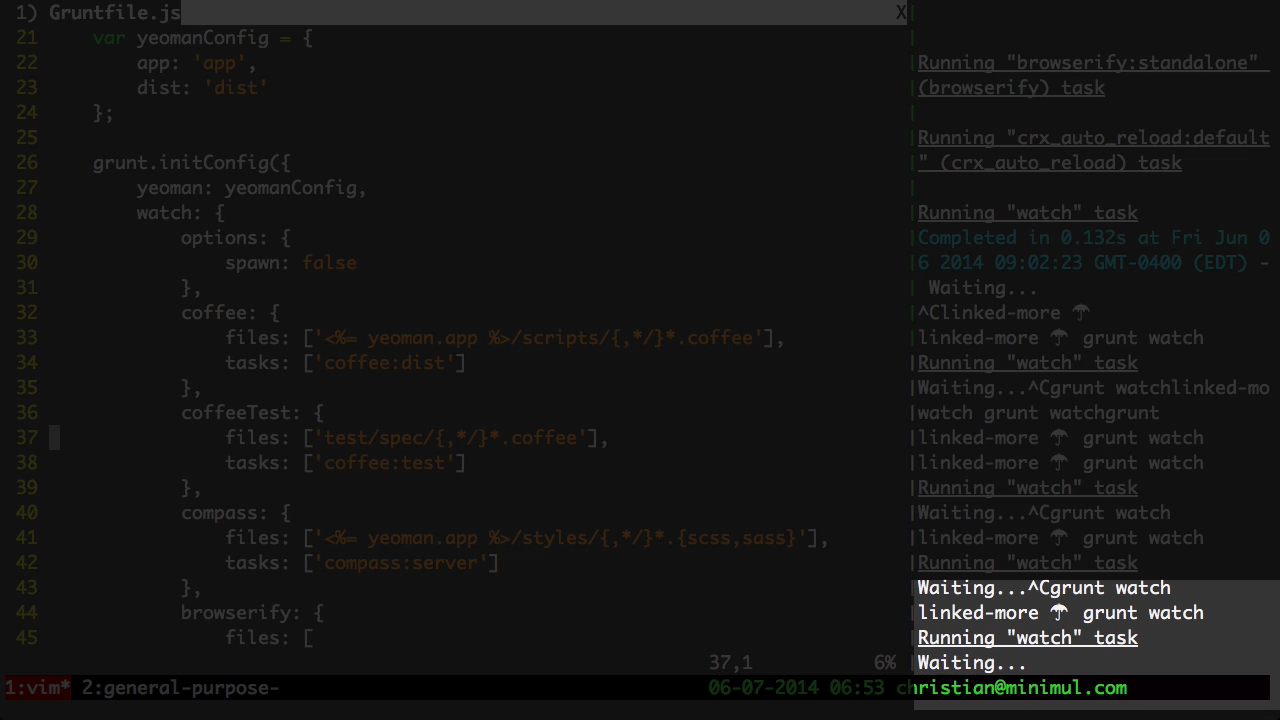 1) Gruntfile.js X
21 var yeomanConfig = {
22 app: 'app',
23 dist: 'dist'
24 };
25
26 grunt.initConfig({
27 yeoman: yeomanConfig,
28 watch: {
29 options: {
30 spawn: false
31 },
32 coffee: {
33 files: ['<%= yeoman.app %>/scripts/{,*/}*.coffee'],
34 tasks: ['coffee:dist']
35 },
36 coffeeTest: {
37 files: ['test/spec/{,*/}*.coffee'],
38 tasks: ['coffee:test']
39 },
40 compass: {
41 files: ['<%= yeoman.app %>/styles/{,*/}*.{scss,sass}'],
42 tasks: ['compass:server']
43 },
44 browserify: {
45 files: [
37,1 6%
Running "browserify:standalone"
(browserify) task
Running "crx_auto_reload:default
" (crx_auto_reload) task
Running "watch" task
Completed in 0.132s at Fri Jun 0
6 2014 09:02:23 GMT-0400 (EDT) -
Waiting...
^Clinked-more ☂
linked-more ☂ grunt watch
Running "watch" task
Waiting...^Cgrunt watchlinked-mo
watch grunt watchgrunt
linked-more ☂ grunt watch
linked-more ☂ grunt watch
Running "watch" task
Waiting...^Cgrunt watch
linked-more ☂ grunt watch
Running "watch" task
Waiting...^Cgrunt watch
linked-more ☂ grunt watch
Running "watch" task
Waiting...
1:vim* 2:general-purpose- 06-07-2014 06:53 christian@minimul.com